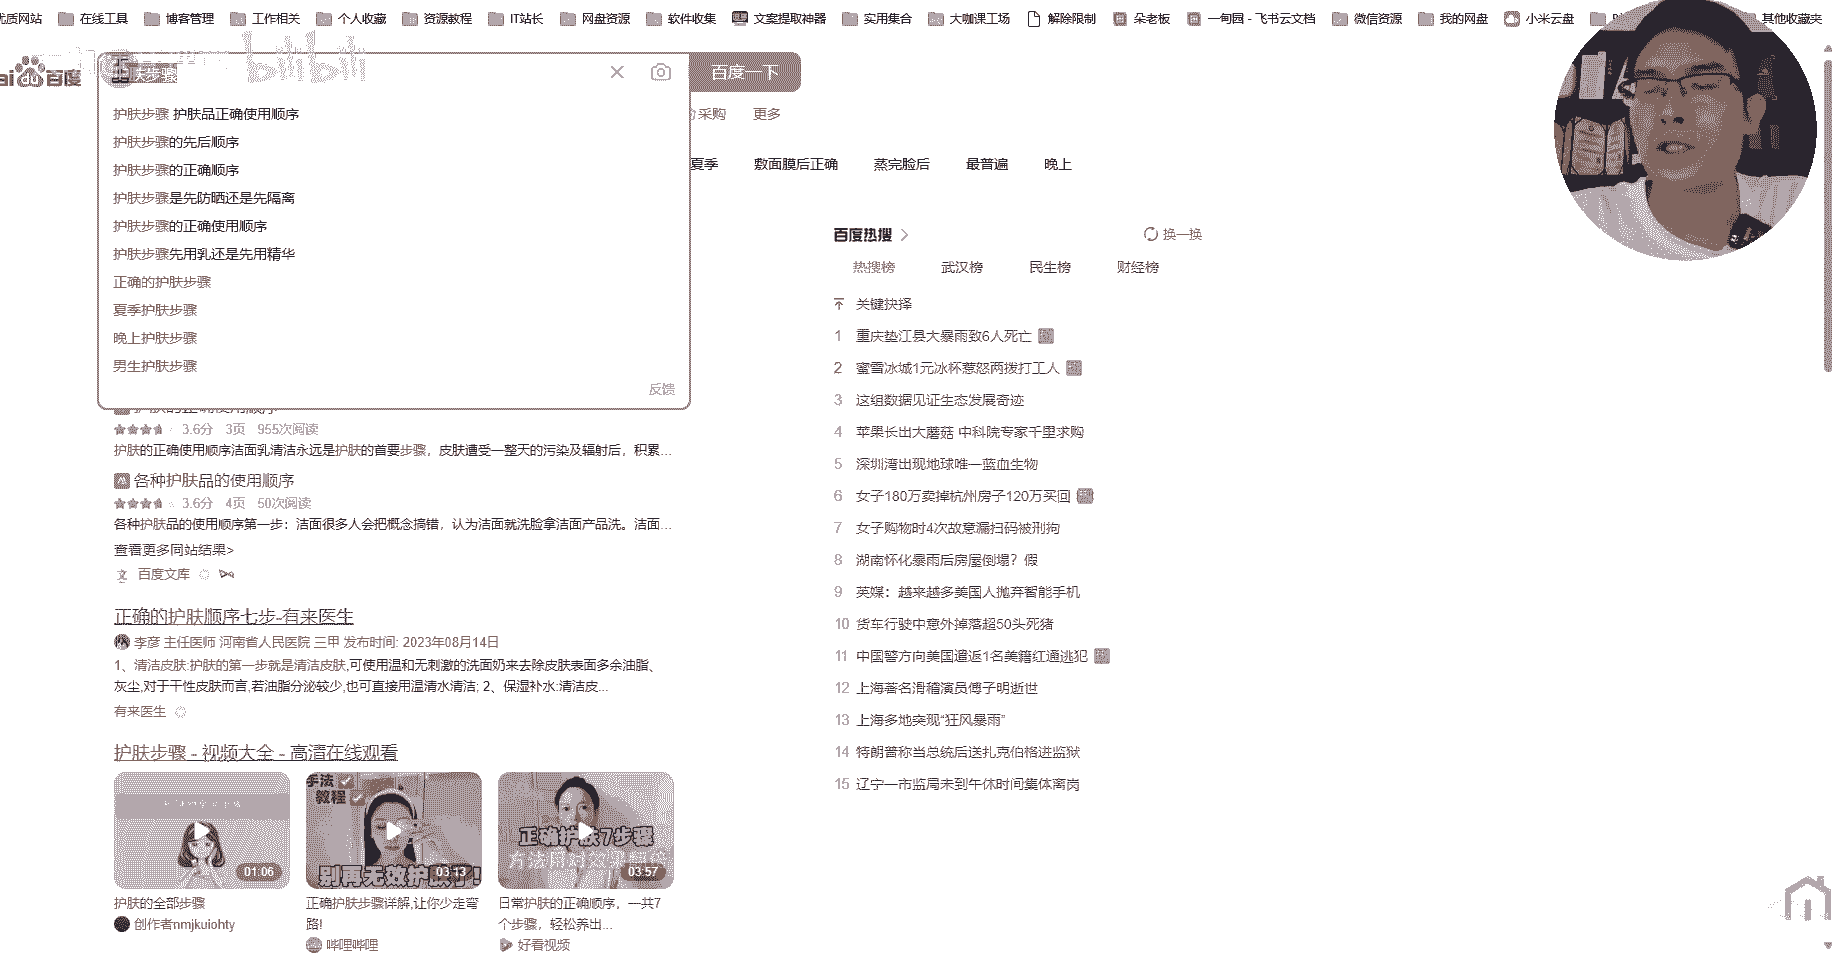 优质网站 在线工具 博客管理 工作相关 个人收藏 资源教程 IT站长 网盘资源 软件收集 文案提取神器 实用集合 大咖课工场 解除限制 朵老板 一甸园 - 飞书云文档 微信资源 我的网盘 小米云盘 其他收藏夹
bilibili
Bai du 百度
肤步骤
百度一下
采购 更多
护肤步骤 护肤品正确使用顺序
护肤步骤的先后顺序
护肤步骤的正确顺序
护肤步骤是先防晒还是先隔离
护肤步骤的正确使用顺序
护肤步骤先用乳还是先用精华
正确的护肤步骤
夏季护肤步骤
晚上护肤步骤
男生护肤步骤
反馈
夏季 敷面膜后正确 蒸完脸后 最普遍 晚上
护肤的正确使用顺序
3.6分 3页 955次阅读
护肤的正确使用顺序洁面乳清洁永远是护肤的首要步骤，皮肤遭受一整天的污染及辐射后，积累...
各种护肤品的使用顺序
3.6分 4页 50次阅读
各种护肤品的使用顺序第一步：洁面很多人会把概念搞错，认为洁面就洗脸拿洁面产品洗。洁面...
查看更多同站结果>
百度文库
正确的护肤顺序七步-有来医生
李彦 主任医师 河南省人民医院 三甲 发布时间: 2023年08月14日
1、清洁皮肤:护肤的第一步就是清洁皮肤,可使用温和无刺激的洗面奶来去除皮肤表面多余油脂、
灰尘,对于干性皮肤而言,若油脂分泌较少,也可直接用温清水清洁; 2、保湿补水:清洁皮...
有来医生
护肤步骤 - 视频大全 - 高清在线观看
01:06
手法
教程
别再无效护肤了!
03:13
正确护肤7步骤
方法用对效果翻倍
03:57
护肤的全部步骤
创作者nmjkuiohty
正确护肤步骤详解,让你少走弯
路!
哔哩哔哩
日常护肤的正确顺序，一共7
个步骤，轻松养出...
好看视频
百度热搜
换一换
热搜榜 武汉榜 民生榜 财经榜
关键抉择
1 重庆垫江县大暴雨致6人死亡
2 蜜雪冰城1元冰杯惹怒两拨打工人
3 这组数据见证生态发展奇迹
4 苹果长出大蘑菇 中科院专家千里求购
5 深圳湾出现地球唯一蓝血生物
6 女子180万卖掉杭州房子120万买回
7 女子购物时4次故意漏扫码被刑拘
8 湖南怀化暴雨后房屋倒塌？假
9 英媒：越来越多美国人抛弃智能手机
10 货车行驶中意外掉落超50头死猪
11 中国警方向美国遣返1名美籍红通逃犯
12 上海著名滑稽演员傅子明逝世
13 上海多地突现“狂风暴雨”
14 特朗普称当总统后送扎克伯格进监狱
15 辽宁一市监局未到午休时间集体离岗